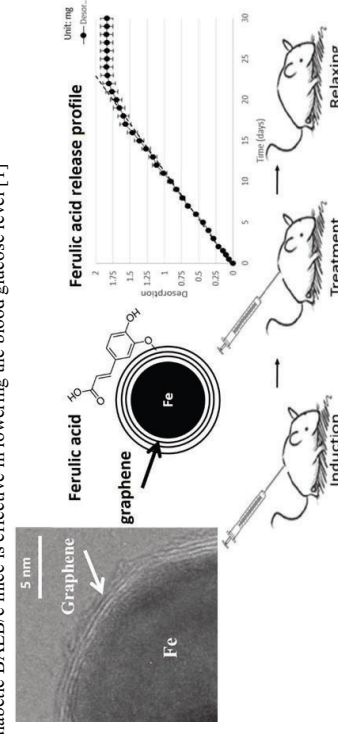 diabetic BALB/c mice is effective in lowering the blood glucose level [1]
5 nm
Graphene
Fe
Ferulic acid
graphene
HO
O
OH
O
Fe
Ferulic acid release profile
Unit: mg
Desor...
Desorption
2
1.75
1.5
1.25
1
0.75
0.5
0.25
0
0
5
10
15
20
25
30
Time (days)
Induction
Treatment
Relaxing